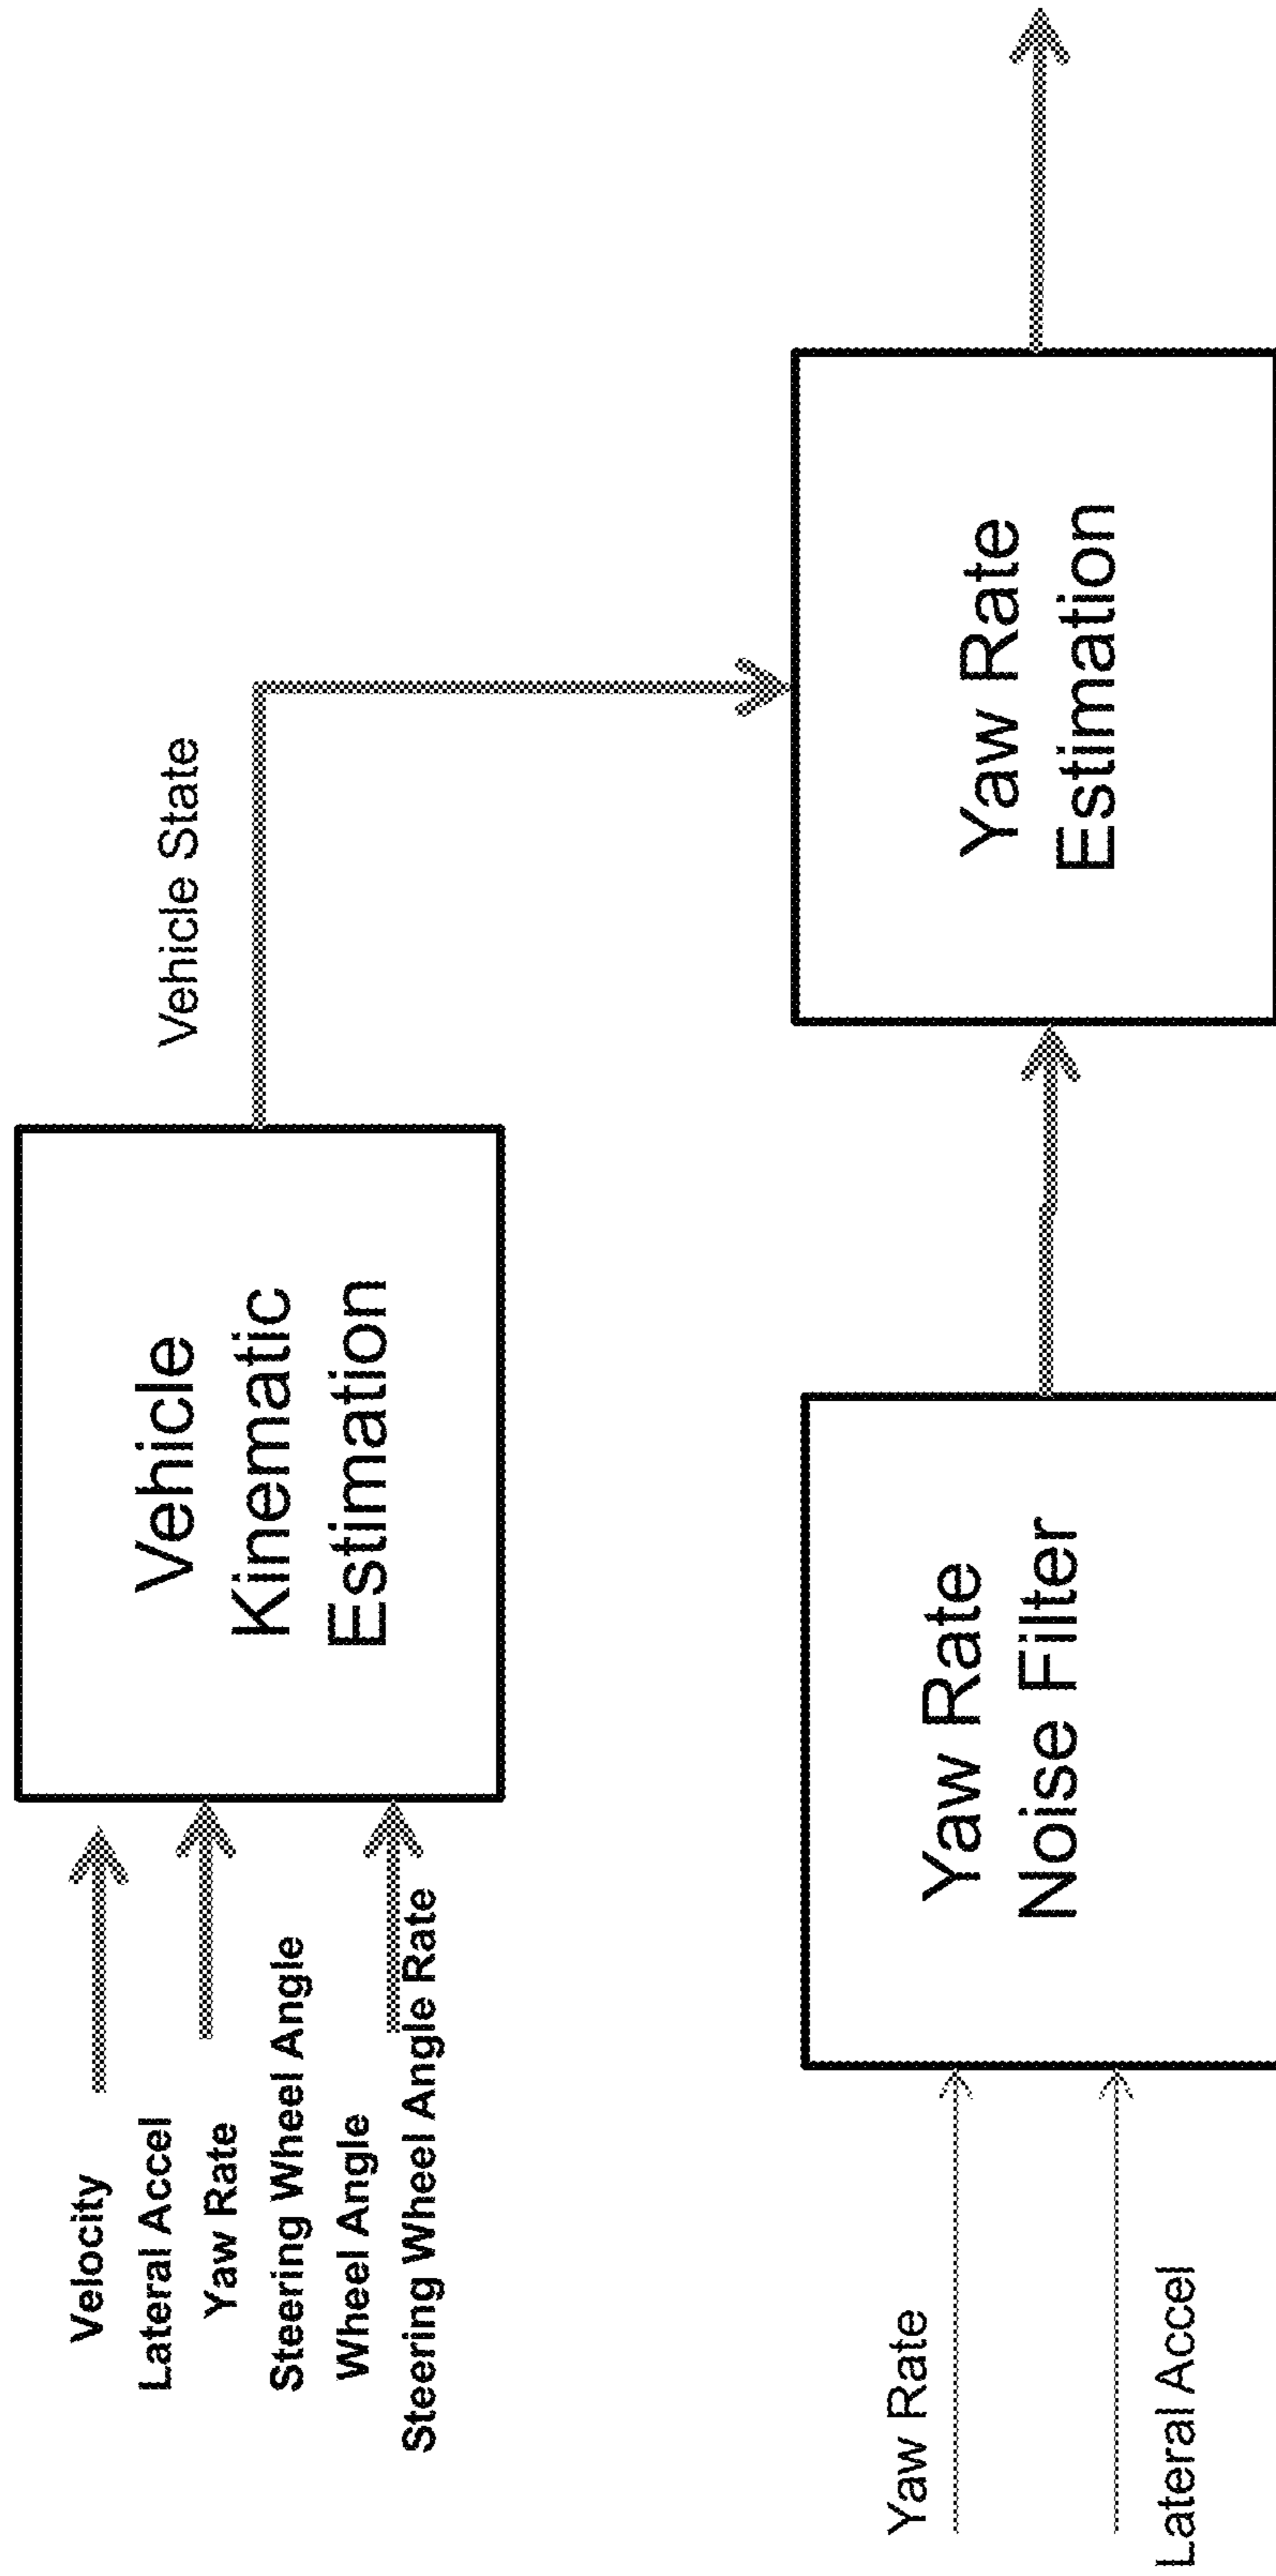 Velocity
Lateral Accel
Yaw Rate
Steering Wheel Angle
Wheel Angle
Steering Wheel Angle Rate
Vehicle
Kinematic
Estimation
Vehicle State
Yaw Rate
Lateral Accel
Yaw Rate
Noise Filter
Yaw Rate
Estimation